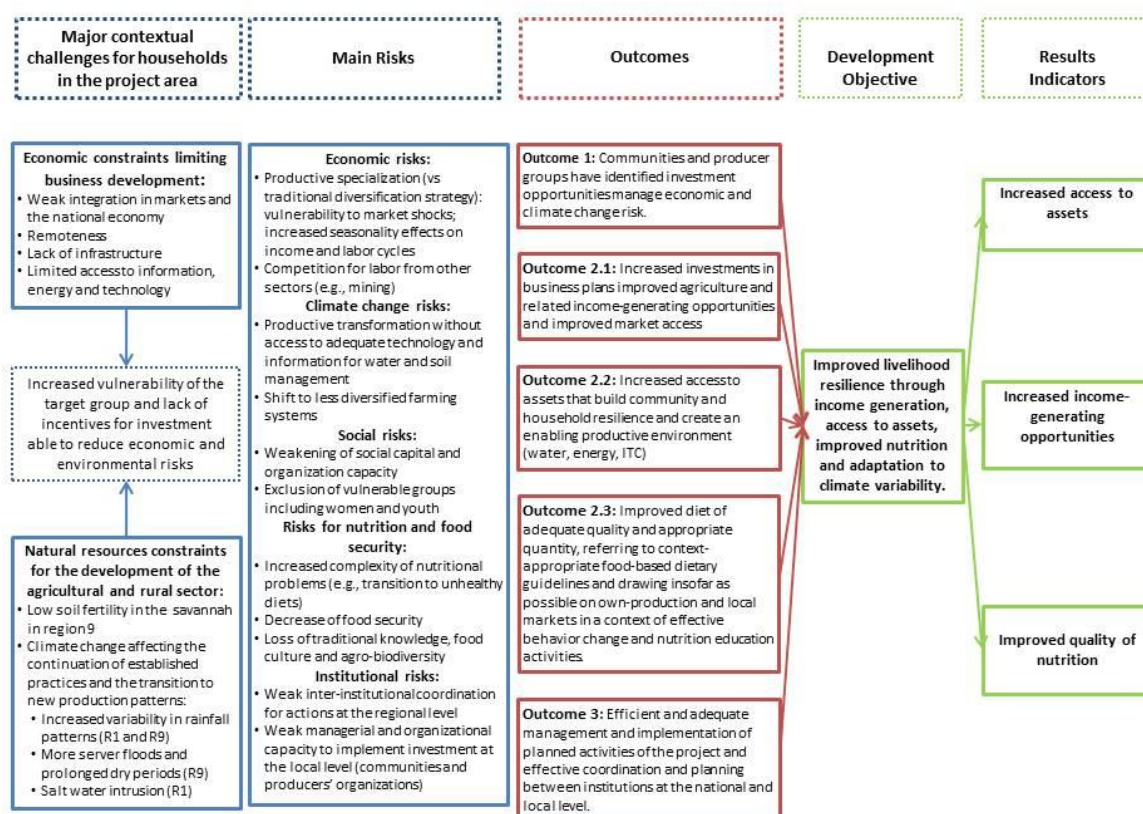 Major contextual
challenges for households
in the project area
Main Risks
Outcomes
Development
Objective
Results
Indicators
Economic constraints limiting
business development:
• Weak integration in markets and
the national economy
• Remoteness
• Lack of infrastructure
• Limited accessto information,
energy and technology
Increased vulnerability of the
target group and lack of
incentives for investment
able to reduce economic and
environmental risks
Natural resources constraints
for the development of the
agricultural and rural sector:
• Low soil fertility in the savannah
in region 9
• Climate change affecting the
continuation of established
practices and the transition to
new production patterns:
• Increased variability in rainfall
patterns (R1 and R9)
• More server floods and
prolonged dry periods (R9)
• Salt water intrusion (R1)
Economic risks:
• Productive specialization (vs
traditional diversification strategy):
vulnerability to market shocks;
increased seasonality effects on
income and labor cycles
• Competition for labor from other
sectors (e.g., mining)
Climate change risks:
• Productive transformation without
access to adequate technology and
information for water and soil
management
• Shift to less diversified farming
systems
Social risks:
• Weakening of social capital and
organization capacity
• Exclusion of vulnerable groups
including women and youth
Risks for nutrition and food
security:
• Increased complexity of nutritional
problems (e.g., transition to unhealthy
diets)
• Decrease of food security
• Loss of traditional knowledge, food
culture and agro-biodiversity
Institutional risks:
• Weak inter-institutional coordination
for actions at the regional level
• Weak managerial and organizational
capacity to implement investment at
the local level (communities and
producers' organizations)
Outcome 1: Communities and producer
groups have identified investment
opportunities manage economic and
climate change risk.
Outcome 2.1: Increased investments in
business plans improved agriculture and
related income-generating opportunities
and improved market access
Outcome 2.2: Increased access to
assets that build community and
household resilience and create an
enabling productive environment
(water, energy, ITC)
Outcome 2.3: Improved diet of
adequate quality and appropriate
quantity, referring to context-
appropriate food-based dietary
guidelines and drawing insofar as
possible on own-production and local
markets in a context of effective
behavior change and nutrition education
activities.
Outcome 3: Efficient and adequate
management and implementation of
planned activities of the project and
effective coordination and planning
between institutions at the national and
local level.
Improved livelihood
resilience through
income generation,
access to assets,
improved nutrition
and adaptation to
climate variability.
Increased access to
assets
Increased income-
generating
opportunities
Improved quality of
nutrition